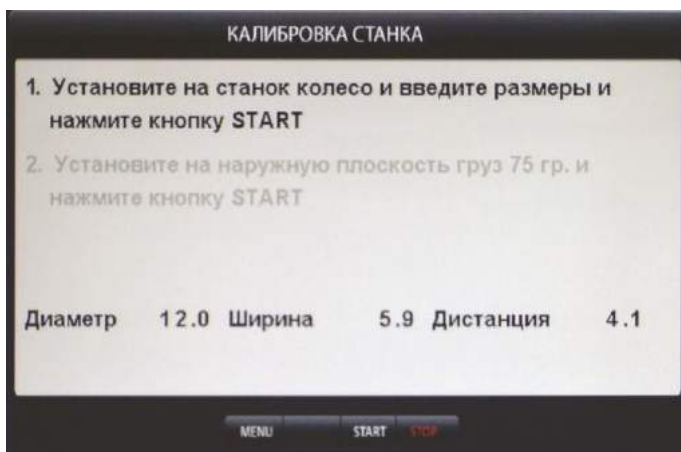 КАЛИБРОВКА СТАНКА
1. Установите на станок колесо и введите размеры и
нажмите кнопку START
2. Установите на наружную плоскость груз 75 гр. и
нажмите кнопку START
Диаметр 12.0 Ширина 5.9 Дистанция 4.1
MENU START STOP